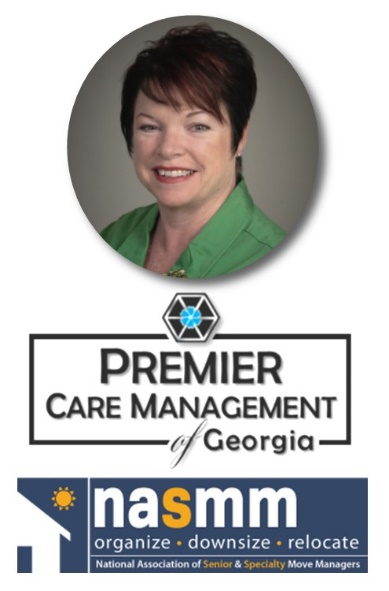 PREMIER
CARE MANAGEMENT
of Georgia
nasmm
organize • downsize • relocate
National Association of Senior & Specialty Move Managers